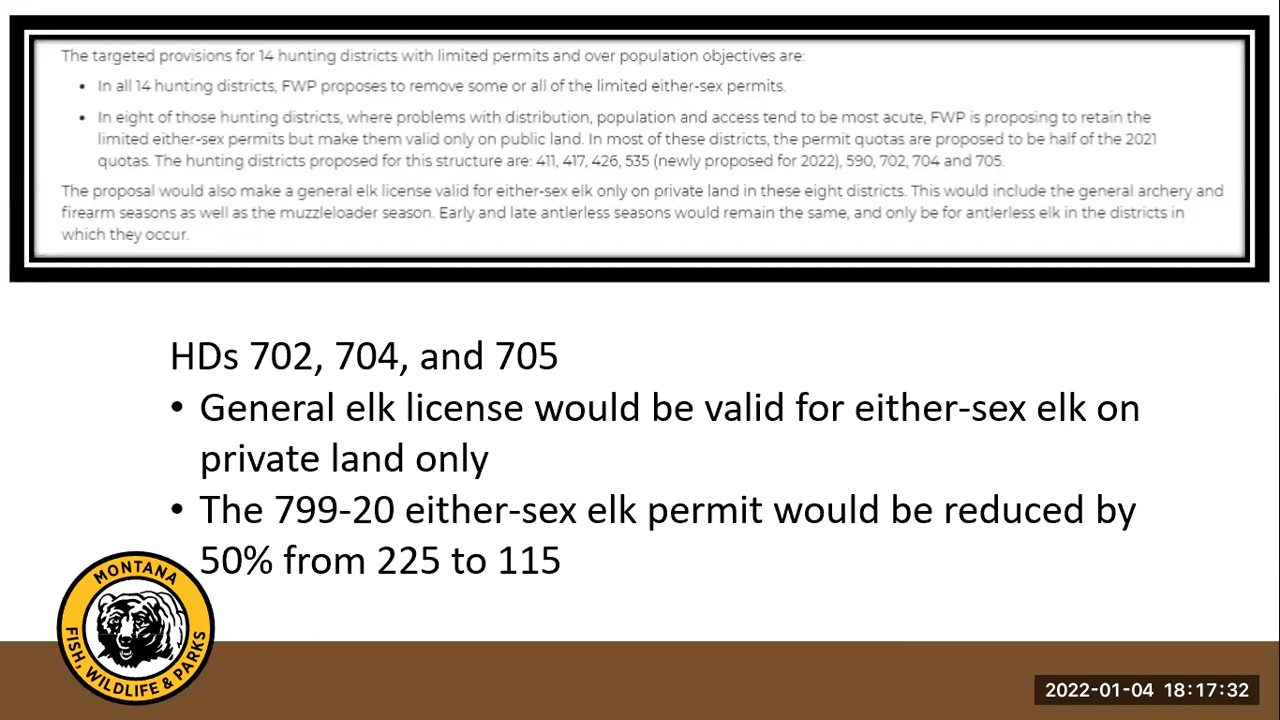 The targeted provisions for 14 hunting districts with limited permits and over population objectives are:
• In all 14 hunting districts, FWP proposes to remove some or all of the limited either-sex permits.
• In eight of those hunting districts, where problems with distribution, population and access tend to be most acute, FWP is proposing to retain the
limited either-sex permits but make them valid only on public land. In most of these districts, the permit quotas are proposed to be half of the 2021
quotas. The hunting districts proposed for this structure are: 411, 417, 426, 535 (newly proposed for 2022), 590, 702, 704 and 705.
The proposal would also make a general elk license valid for either-sex elk only on private land in these eight districts. This would include the general archery and
firearm seasons as well as the muzzleloader season. Early and late antlerless seasons would remain the same, and only be for antlerless elk in the districts in
which they occur.
HDs 702, 704, and 705
• General elk license would be valid for either-sex elk on
private land only
• The 799-20 either-sex elk permit would be reduced by
50% from 225 to 115
MONTANA
FISH, WILDLIFE & PARKS
2022-01-04 18:17:32